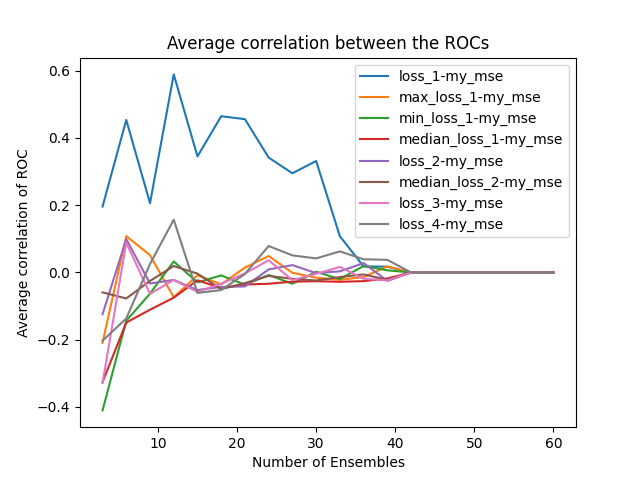 Average correlation between the ROCs
loss_1-my_mse
max_loss_1-my_mse
min_loss_1-my_mse
median_loss_1-my_mse
loss_2-my_mse
median_loss_2-my_mse
loss_3-my_mse
loss_4-my_mse
Average correlation of ROC
0.6
0.4
0.2
0.0
−0.2
−0.4
10 20 30 40 50 60
Number of Ensembles